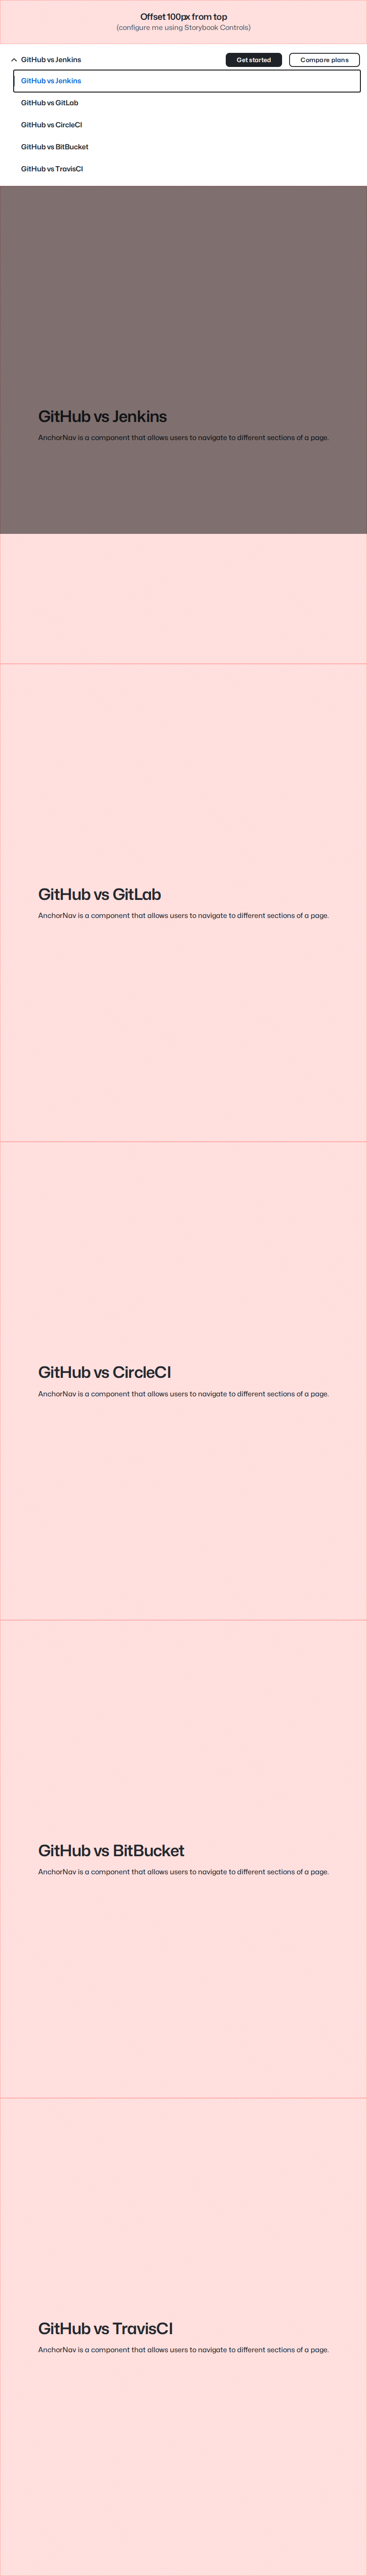 Offset 100px from top
(configure me using Storybook Controls)
GitHub vs Jenkins Get started Compare plans
GitHub vs Jenkins
GitHub vs GitLab
GitHub vs CircleCI
GitHub vs BitBucket
GitHub vs TravisCI
GitHub vs Jenkins
AnchorNav is a component that allows users to navigate to different sections of a page.
GitHub vs GitLab
AnchorNav is a component that allows users to navigate to different sections of a page.
GitHub vs CircleCI
AnchorNav is a component that allows users to navigate to different sections of a page.
GitHub vs BitBucket
AnchorNav is a component that allows users to navigate to different sections of a page.
GitHub vs TravisCI
AnchorNav is a component that allows users to navigate to different sections of a page.